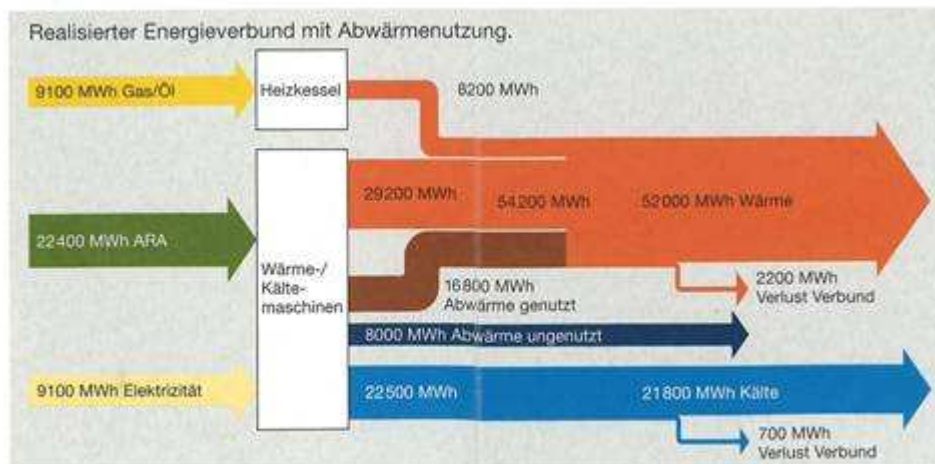 Realisierter Energieverbund mit Abwärmenutzung.
9100 MWh Gas/Öl
Heizkessel
8200 MWh
29200 MWh
54200 MWh
52000 MWh Wärme
22400 MWh ARA
Wärme-/
Kälte-
maschinen
16800 MWh
Abwärme genutzt
2200 MWh
Verlust Verbund
8000 MWh Abwärme ungenutzt
9100 MWh Elektrizität
22500 MWh
21800 MWh Kälte
700 MWh
Verlust Verbund